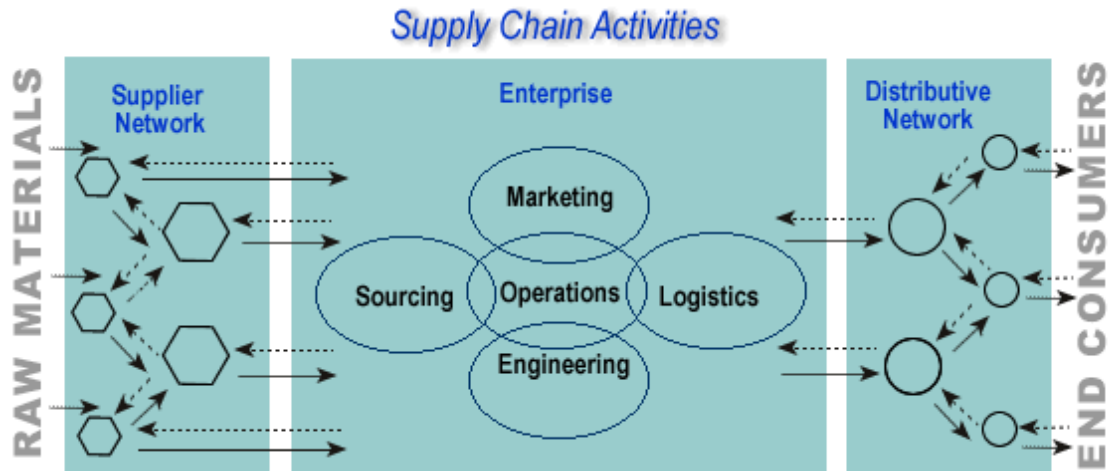 Supply Chain Activities
RAW MATERIALS
Supplier
Network
Enterprise
Marketing
Sourcing
Operations
Logistics
Engineering
Distributive
Network
END CONSUMERS